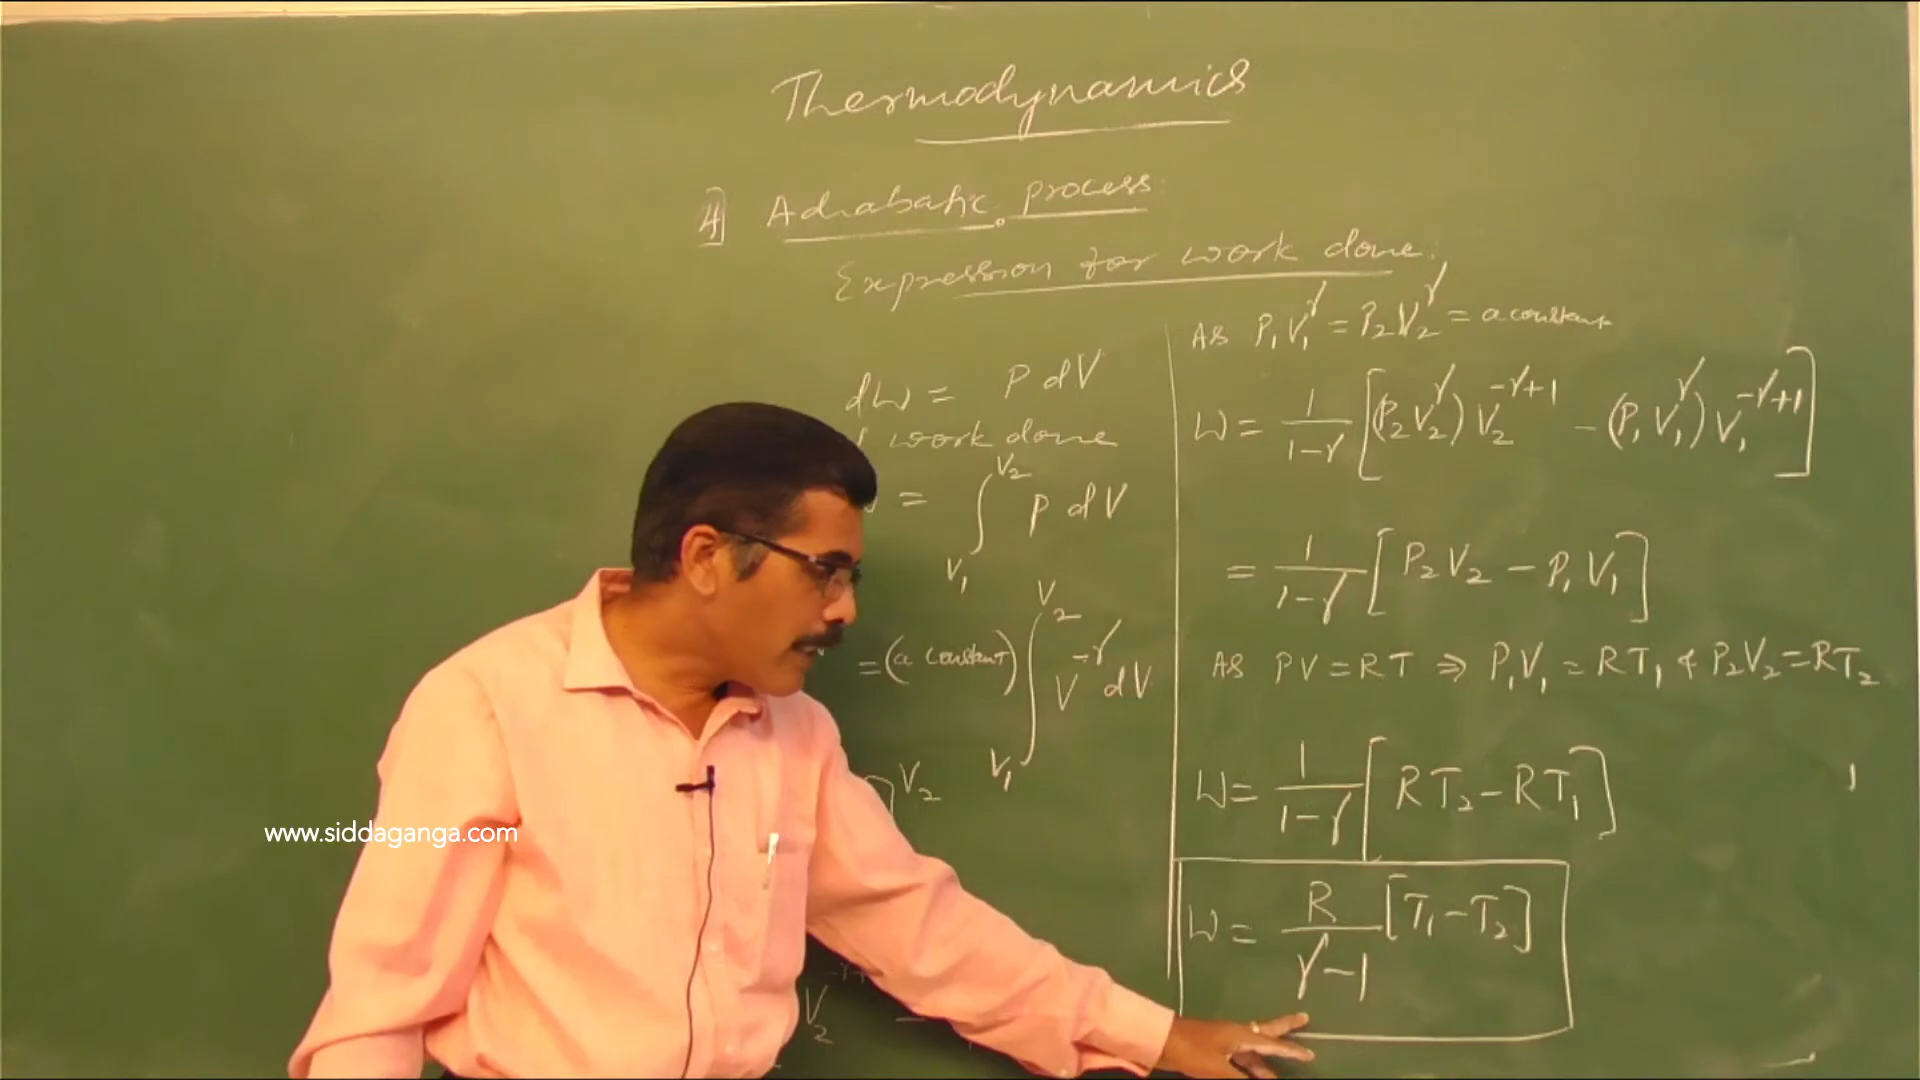 Thermodynamics
4] Adiabatic process:
Expression for work done:
dW = P dV
work done
= ∫_{V₁}^{V₂} P dV
= (a constant) ∫_{V₁}^{V₂} V^{-γ} dV
V₂
V₂
As P₁V₁^γ = P₂V₂^γ = a constant
W = 1/(1-γ) [(P₂V₂^γ) V₂^{-γ+1} - (P₁V₁^γ) V₁^{-γ+1}]
= 1/(1-γ) [P₂V₂ - P₁V₁]
As PV = RT ⇒ P₁V₁ = RT₁ & P₂V₂ = RT₂
W = 1/(1-γ) [RT₂ - RT₁]
W = R/(γ-1) [T₁ - T₂]
www.siddaganga.com